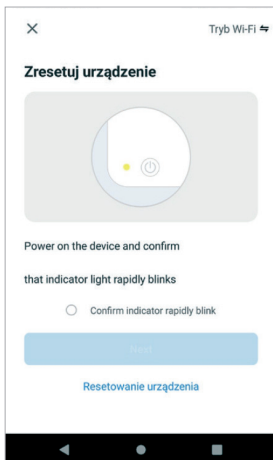 Tryb Wi-Fi
Zresetuj urządzenie
Power on the device and confirm
that indicator light rapidly blinks
Confirm indicator rapidly blink
Next
Resetowanie urządzenia